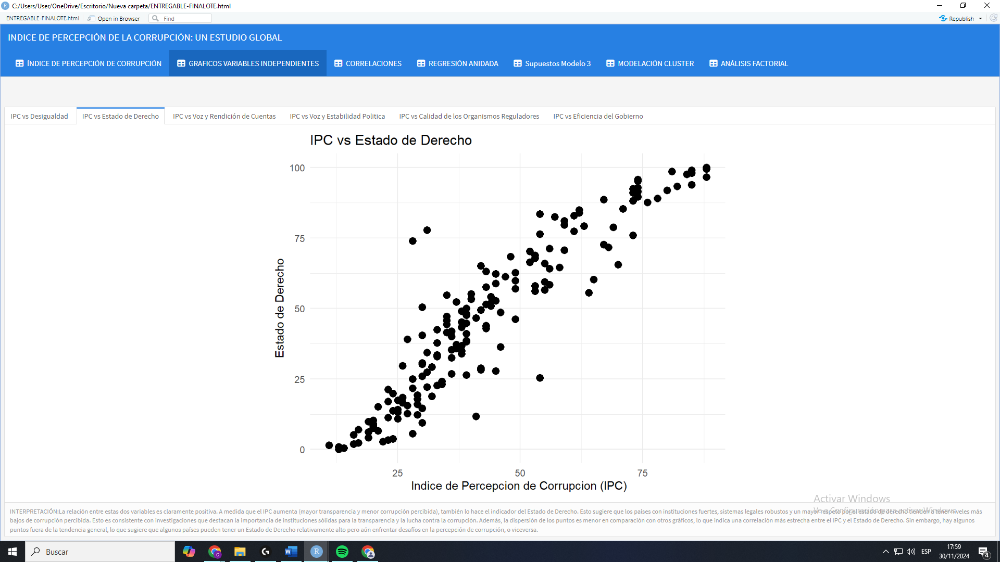 C:/Users/User/OneDrive/Escritorio/Nueva carpeta/ENTREGABLE-FINALOTE.html
ENTREGABLE-FINALOTE.html Open in Browser Find Republish
INDICE DE PERCEPCIÓN DE LA CORRUPCIÓN: UN ESTUDIO GLOBAL
ÍNDICE DE PERCEPCIÓN DE CORRUPCIÓN GRAFICOS VARIABLES INDEPENDIENTES CORRELACIONES REGRESIÓN ANIDADA Supuestos Modelo 3 MODELACIÓN CLUSTER ANÁLISIS FACTORIAL
IPC vs Desigualdad IPC vs Estado de Derecho IPC vs Voz y Rendición de Cuentas IPC vs Voz y Estabilidad Politica IPC vs Calidad de los Organismos Reguladores IPC vs Eficiencia del Gobierno
IPC vs Estado de Derecho
100
75
50
25
0
Estado de Derecho
25 50 75
Indice de Percepcion de Corrupcion (IPC)
Activar Windows
Ve a Configuración para activar Windows.
INTERPRETACIÓN:La relación entre estas dos variables es claramente positiva. A medida que el IPC aumenta (mayor transparencia y menor corrupción percibida), también lo hace el indicador del Estado de Derecho. Esto sugiere que los países con instituciones fuertes, sistemas legales robustos y un mayor respeto por el estado de derecho tienden a tener niveles más
bajos de corrupción percibida. Esto es consistente con investigaciones que destacan la importancia de instituciones sólidas para la transparencia y la lucha contra la corrupción. Además, la dispersión de los puntos es menor en comparación con otros gráficos, lo que indica una correlación más estrecha entre el IPC y el Estado de Derecho. Sin embargo, hay algunos
puntos fuera de la tendencia general, lo que sugiere que algunos países pueden tener un Estado de Derecho relativamente alto pero aún enfrentar desafíos en la percepción de corrupción, o viceversa.
Buscar
ESP
17:59
30/11/2024
4